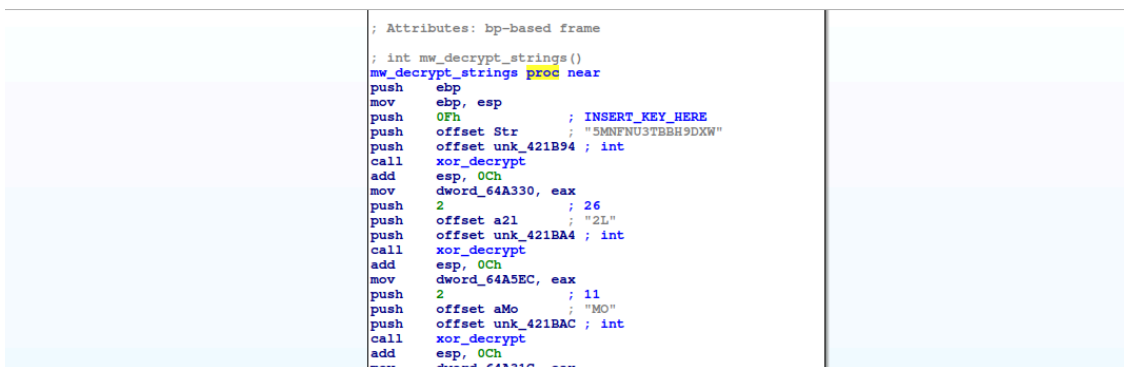 ; Attributes: bp-based frame
; int mw_decrypt_strings()
mw_decrypt_strings proc near
push ebp
mov ebp, esp
push 0Fh ; INSERT_KEY_HERE
push offset Str ; "5MNFNU3TBBH9DXW"
push offset unk_421B94 ; int
call xor_decrypt
add esp, 0Ch
mov dword_64A330, eax
push 2 ; 26
push offset a2l ; "2L"
push offset unk_421BA4 ; int
call xor_decrypt
add esp, 0Ch
mov dword_64A5EC, eax
push 2 ; 11
push offset aMo ; "MO"
push offset unk_421BAC ; int
call xor_decrypt
add esp, 0Ch